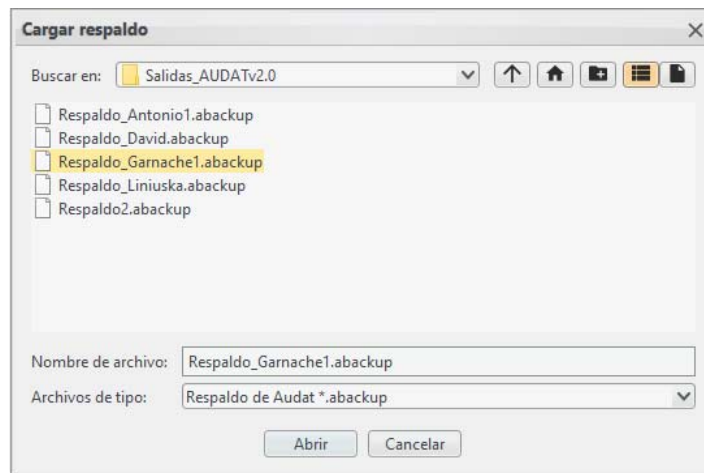 Cargar respaldo
Buscar en: Salidas_AUDATv2.0
Respaldo_Antonio1.abackup
Respaldo_David.abackup
Respaldo_Garnache1.abackup
Respaldo_Liniuska.abackup
Respaldo2.abackup
Nombre de archivo: Respaldo_Garnache1.abackup
Archivos de tipo: Respaldo de Audat *.abackup
Abrir Cancelar